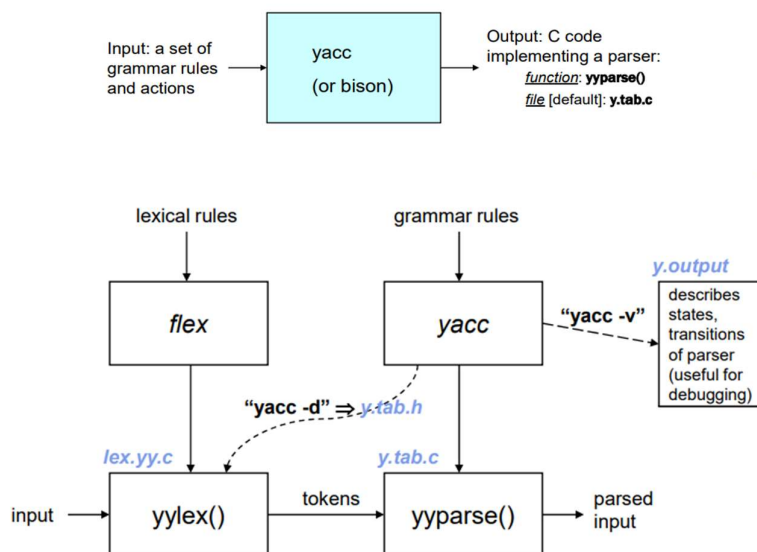 Input: a set of
grammar rules
and actions
yacc
(or bison)
Output: C code
implementing a parser:
function: yyparse()
file [default]: y.tab.c
lexical rules
grammar rules
y.output
flex
yacc
"yacc -v"
describes
states,
transitions
of parser
(useful for
debugging)
"yacc -d" ⇒ y.tab.h
lex.yy.c
y.tab.c
input
yylex()
tokens
yyparse()
parsed
input